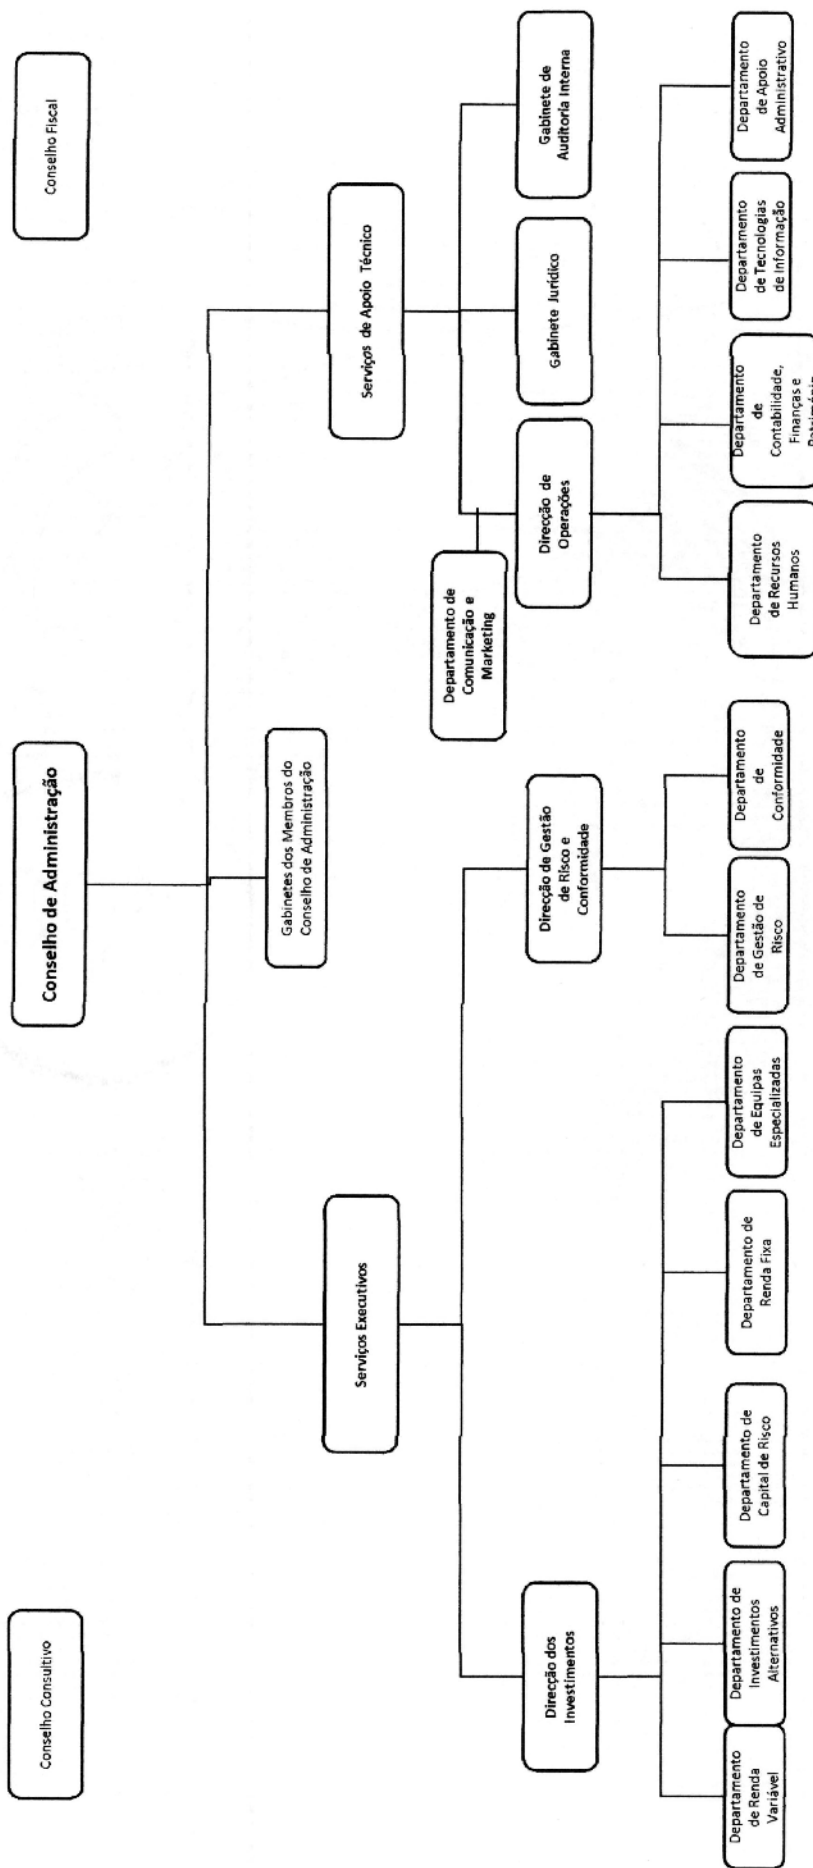 Conselho Consultivo
Conselho de Administração
Conselho Fiscal
Gabinetes dos Membros do
Conselho de Administração
Serviços Executivos
Serviços de Apoio Técnico
Departamento de
Comunicação e
Marketing
Direcção dos
Investimentos
Direcção de Gestão
de Risco e
Conformidade
Direcção de
Operações
Gabinete Jurídico
Gabinete de
Auditoria Interna
Departamento
de Renda
Variável
Departamento de
Investimentos
Alternativos
Departamento de
Capital de Risco
Departamento de
Renda Fixa
Departamento
de Equipas
Especializadas
Departamento
de Gestão de
Risco
Departamento
de
Conformidade
Departamento
de Recursos
Humanos
Departamento
de
Contabilidade,
Finanças e
Departamento
de Tecnologias
de Informação
Departamento
de Apoio
Administrativo